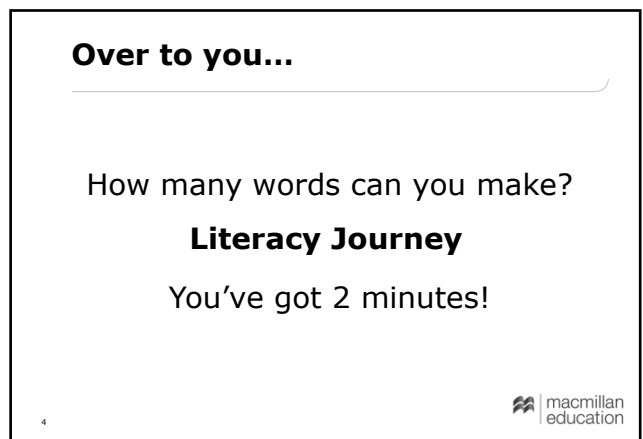 Over to you…
How many words can you make?
Literacy Journey
You’ve got 2 minutes!
4
macmillan
education